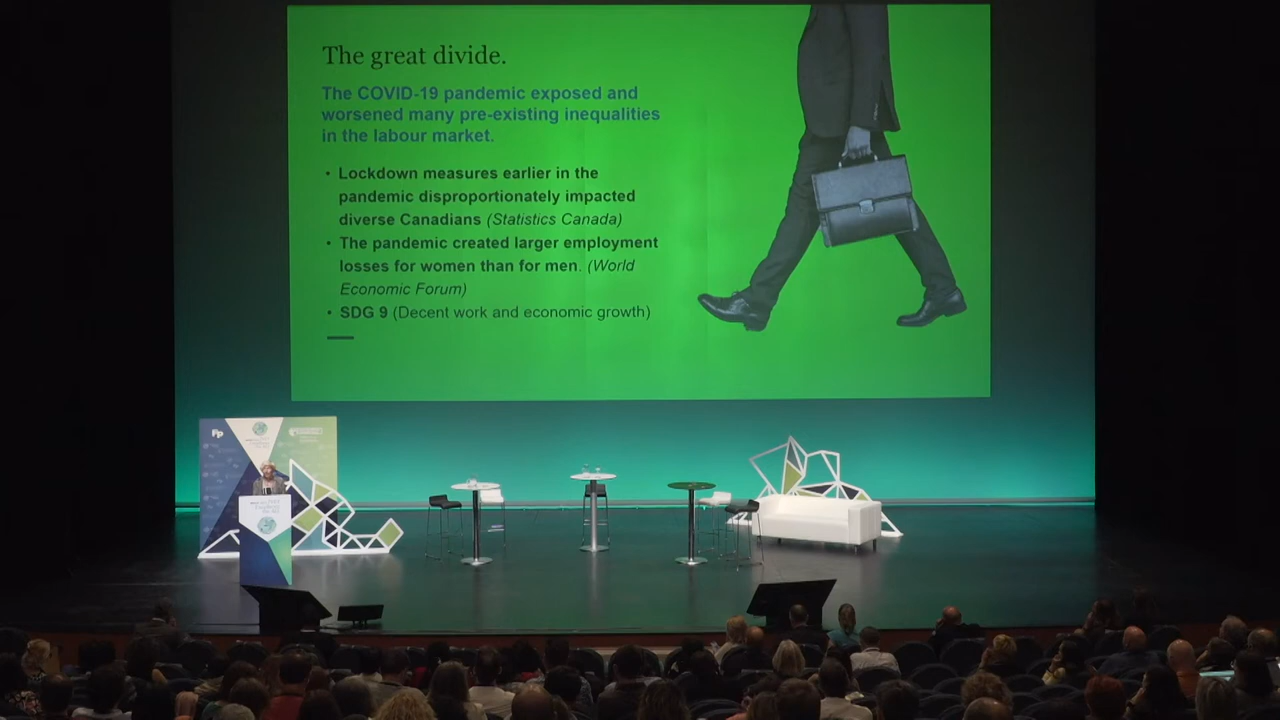 The great divide.
The COVID-19 pandemic exposed and
worsened many pre-existing inequalities
in the labour market.
• Lockdown measures earlier in the
pandemic disproportionately impacted
diverse Canadians (Statistics Canada)
• The pandemic created larger employment
losses for women than for men. (World
Economic Forum)
• SDG 9 (Decent work and economic growth)